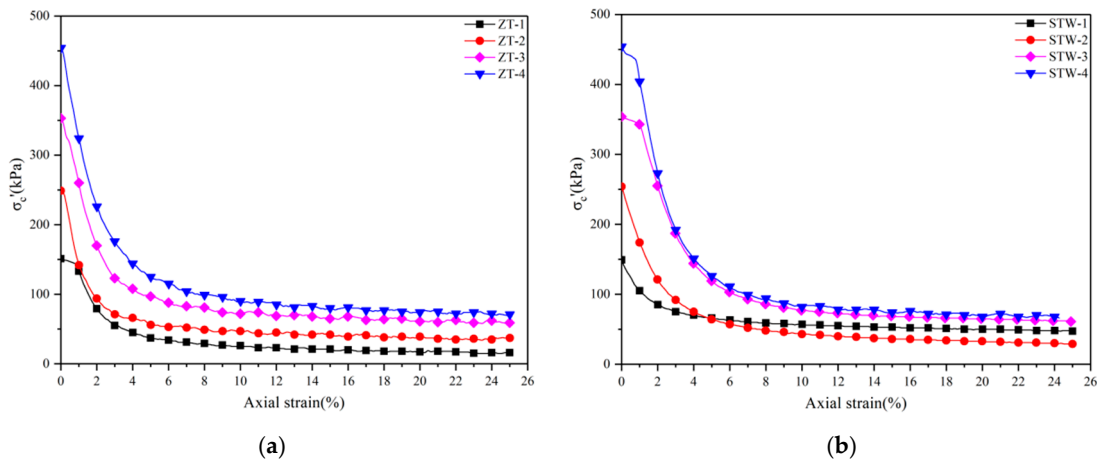 500
400
300
200
100
0
σc'(kPa)
0 2 4 6 8 10 12 14 16 18 20 22 24 26
Axial strain(%)
ZT-1
ZT-2
ZT-3
ZT-4
(a)
500
400
300
200
100
0
σc'(kPa)
0 2 4 6 8 10 12 14 16 18 20 22 24 26
Axial strain(%)
STW-1
STW-2
STW-3
STW-4
(b)